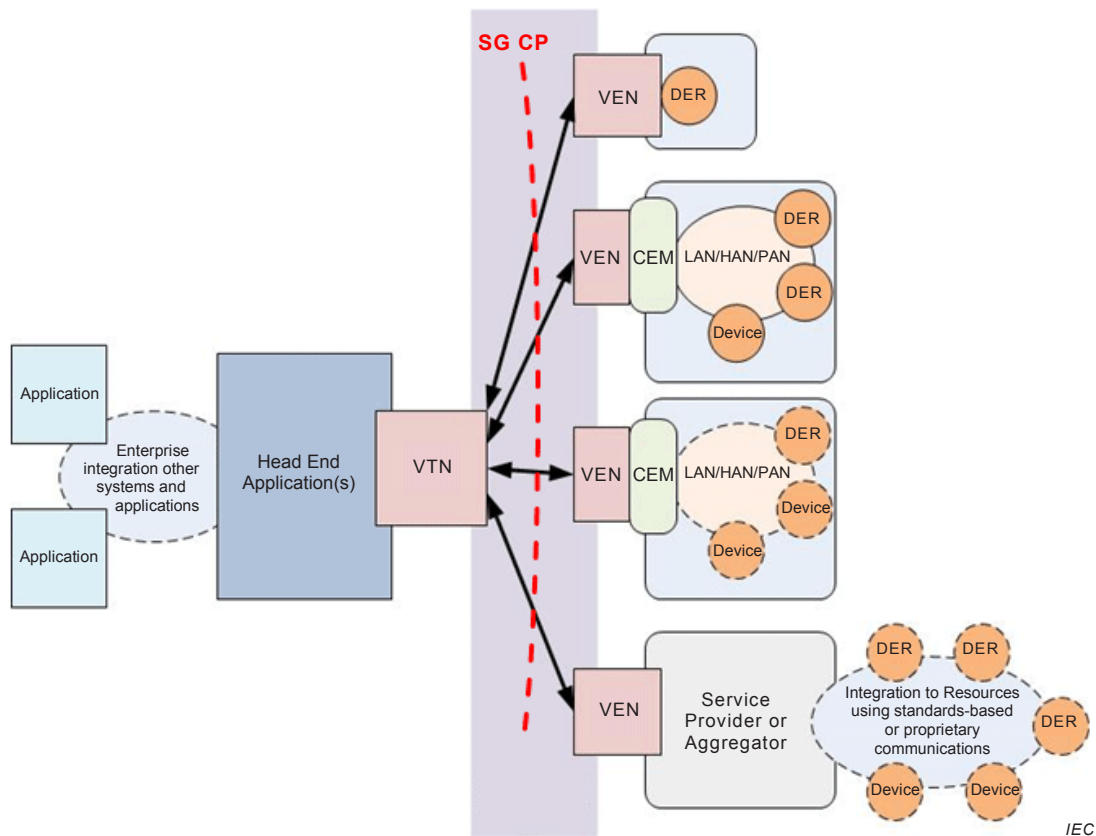 SG CP
VEN
DER
VEN
CEM
LAN/HAN/PAN
DER
DER
Device
Application
Enterprise
integration other
systems and
applications
Application
Head End
Application(s)
VTN
VEN
CEM
LAN/HAN/PAN
DER
Device
Device
VEN
Service
Provider or
Aggregator
DER
DER
Integration to Resources
using standards-based
or proprietary
communications
DER
Device
Device
IEC